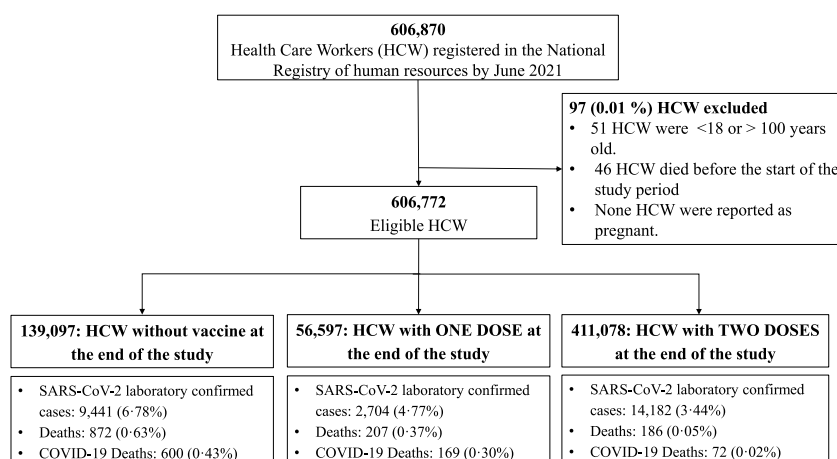 606,870
Health Care Workers (HCW) registered in the National
Registry of human resources by June 2021
97 (0.01 %) HCW excluded
• 51 HCW were <18 or > 100 years
old.
• 46 HCW died before the start of the
study period
• None HCW were reported as
pregnant.
606,772
Eligible HCW
139,097: HCW without vaccine at
the end of the study
• SARS-CoV-2 laboratory confirmed
cases: 9,441 (6·78%)
• Deaths: 872 (0·63%)
• COVID-19 Deaths: 600 (0·43%)
56,597: HCW with ONE DOSE at
the end of the study
• SARS-CoV-2 laboratory confirmed
cases: 2,704 (4·77%)
• Deaths: 207 (0·37%)
• COVID-19 Deaths: 169 (0·30%)
411,078: HCW with TWO DOSES
at the end of the study
• SARS-CoV-2 laboratory confirmed
cases: 14,182 (3·44%)
• Deaths: 186 (0·05%)
• COVID-19 Deaths: 72 (0·02%)